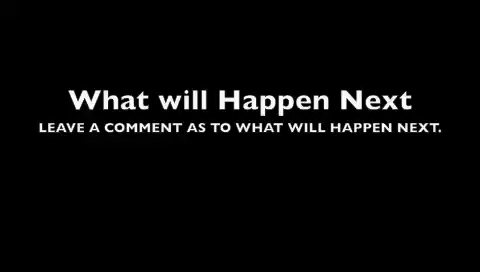 What will Happen Next
LEAVE A COMMENT AS TO WHAT WILL HAPPEN NEXT.